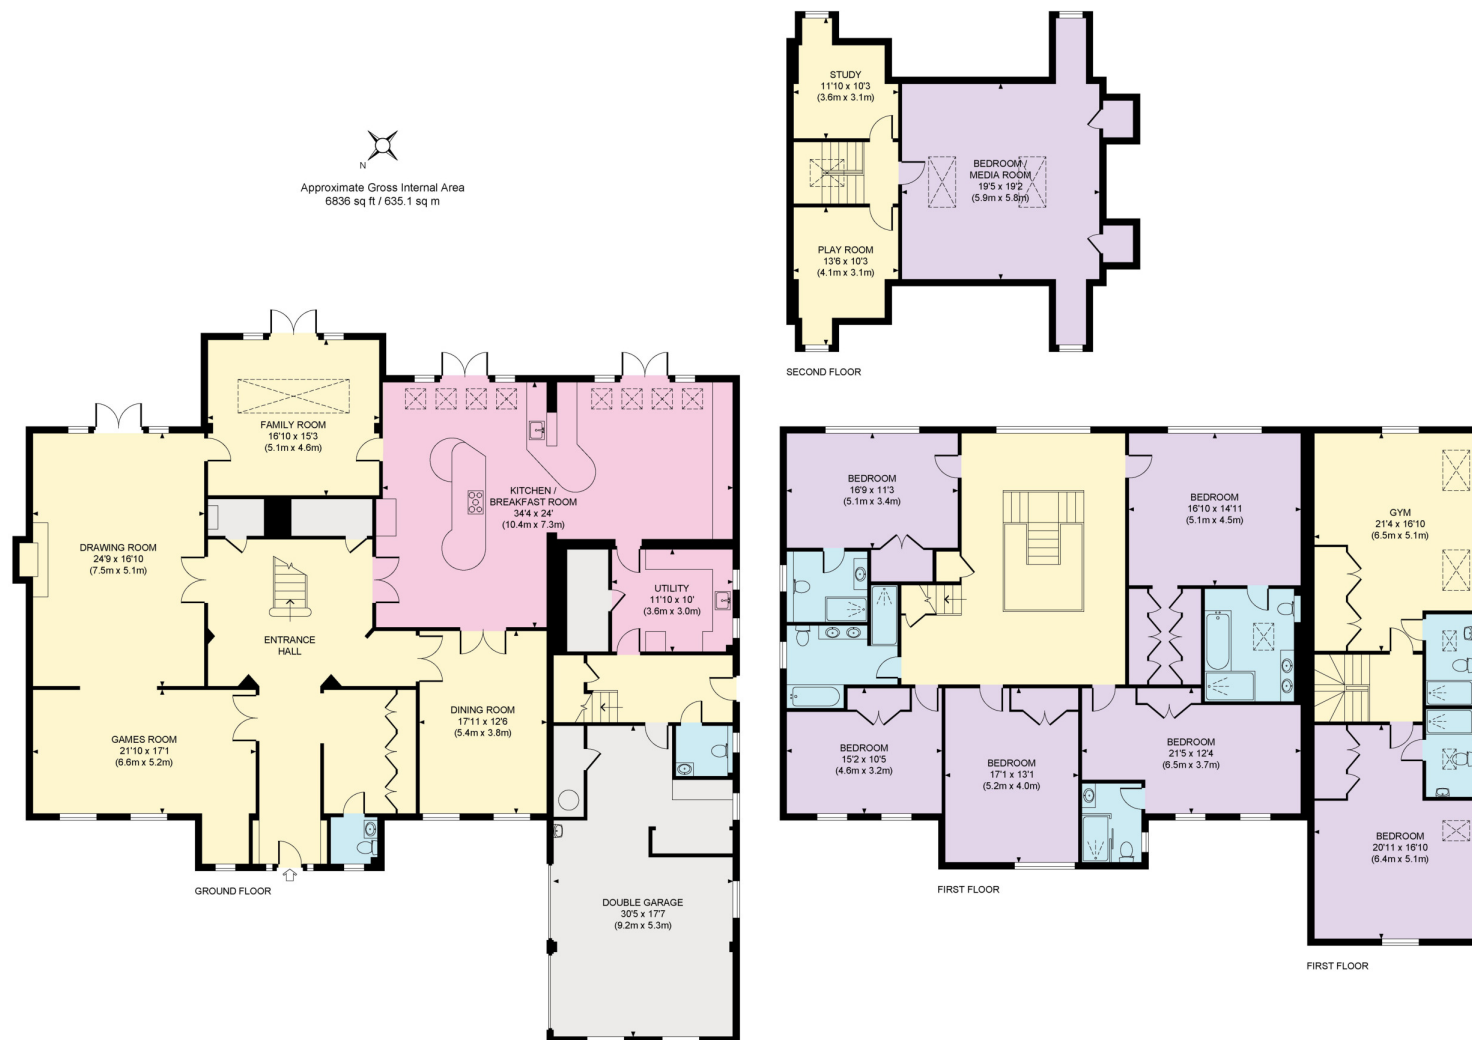 N
Approximate Gross Internal Area
6836 sq ft / 635.1 sq m
STUDY
11'10 x 10'3
(3.6m x 3.1m)
BEDROOM /
MEDIA ROOM
19'5 x 19'2
(5.9m x 5.8m)
PLAY ROOM
13'6 x 10'3
(4.1m x 3.1m)
SECOND FLOOR
FAMILY ROOM
16'10 x 15'3
(5.1m x 4.6m)
KITCHEN /
BREAKFAST ROOM
34'4 x 24'
(10.4m x 7.3m)
DRAWING ROOM
24'9 x 16'10
(7.5m x 5.1m)
UTILITY
11'10 x 10'
(3.6m x 3.0m)
ENTRANCE
HALL
DINING ROOM
17'11 x 12'6
(5.4m x 3.8m)
GAMES ROOM
21'10 x 17'1
(6.6m x 5.2m)
GROUND FLOOR
DOUBLE GARAGE
30'5 x 17'7
(9.2m x 5.3m)
BEDROOM
16'9 x 11'3
(5.1m x 3.4m)
BEDROOM
16'10 x 14'11
(5.1m x 4.5m)
BEDROOM
15'2 x 10'5
(4.6m x 3.2m)
BEDROOM
17'1 x 13'1
(5.2m x 4.0m)
BEDROOM
21'5 x 12'4
(6.5m x 3.7m)
FIRST FLOOR
GYM
21'4 x 16'10
(6.5m x 5.1m)
BEDROOM
20'11 x 16'10
(6.4m x 5.1m)
FIRST FLOOR